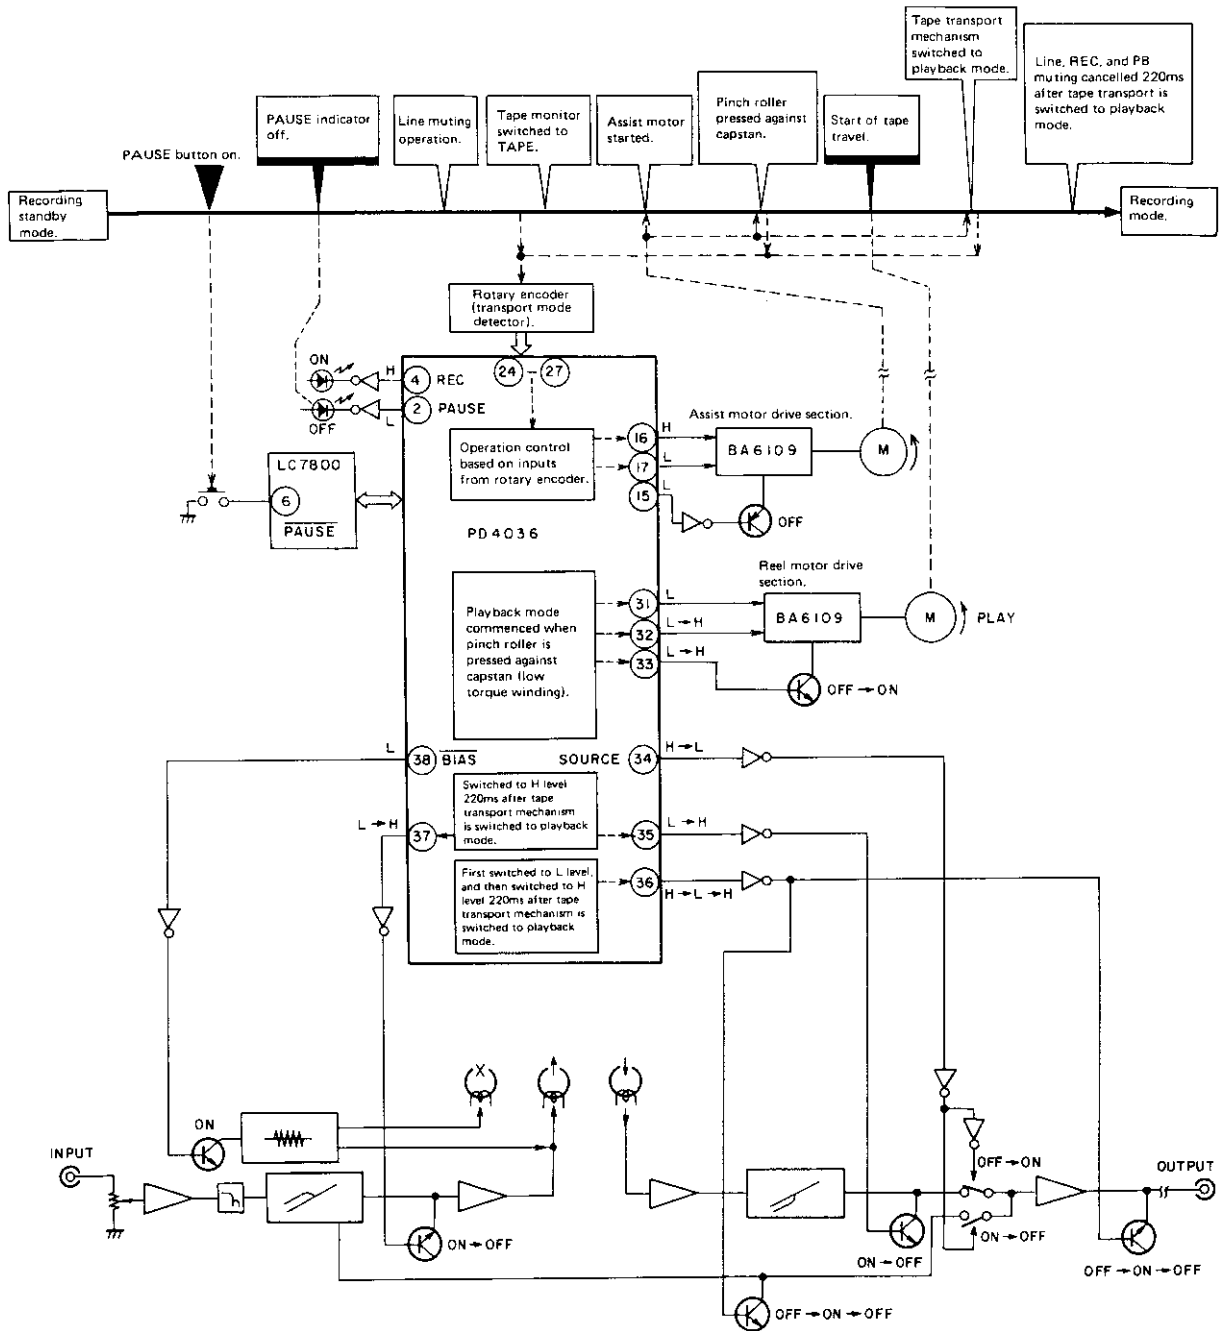 Tape transport
mechanism
switched to
playback mode.
Line, REC, and PB
muting cancelled 220ms
after tape transport is
switched to playback
mode.
PAUSE indicator
off.
Line muting
operation.
Tape monitor
switched to
TAPE.
Assist motor
started.
Pinch roller
pressed against
capstan.
Start of tape
travel.
PAUSE button on.
Recording
standby
mode.
Recording
mode.
Rotary encoder
(transport mode
detector).
ON
H
4
REC
24 – 27
2
PAUSE
L
OFF
Assist motor drive section.
Operation control
based on inputs
from rotary encoder.
16
H
BA6109
M
17
L
15
L
OFF
LC7800
6
PAUSE
PD4036
Reel motor drive
section.
Playback mode
commenced when
pinch roller is
pressed against
capstan (low
torque winding).
31
L
BA6109
M
PLAY
32
L→H
33
L→H
OFF→ON
L
38
BIAS
SOURCE
34
H→L
Switched to H level
220ms after tape
transport mechanism
is switched to playback
mode.
L→H
37
35
L→H
First switched to L level,
and then switched to H
level 220ms after tape
transport mechanism is
switched to playback
mode.
36
H→L→H
X
ON
INPUT
OFF→ON
OUTPUT
ON→OFF
ON→OFF
ON→OFF
OFF→ON→OFF
OFF→ON→OFF